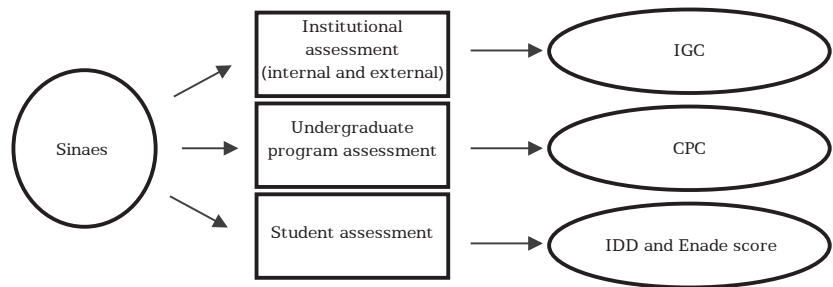 Sinaes
Institutional
assessment
(internal and external)
IGC
Undergraduate
program assessment
CPC
Student assessment
IDD and Enade score